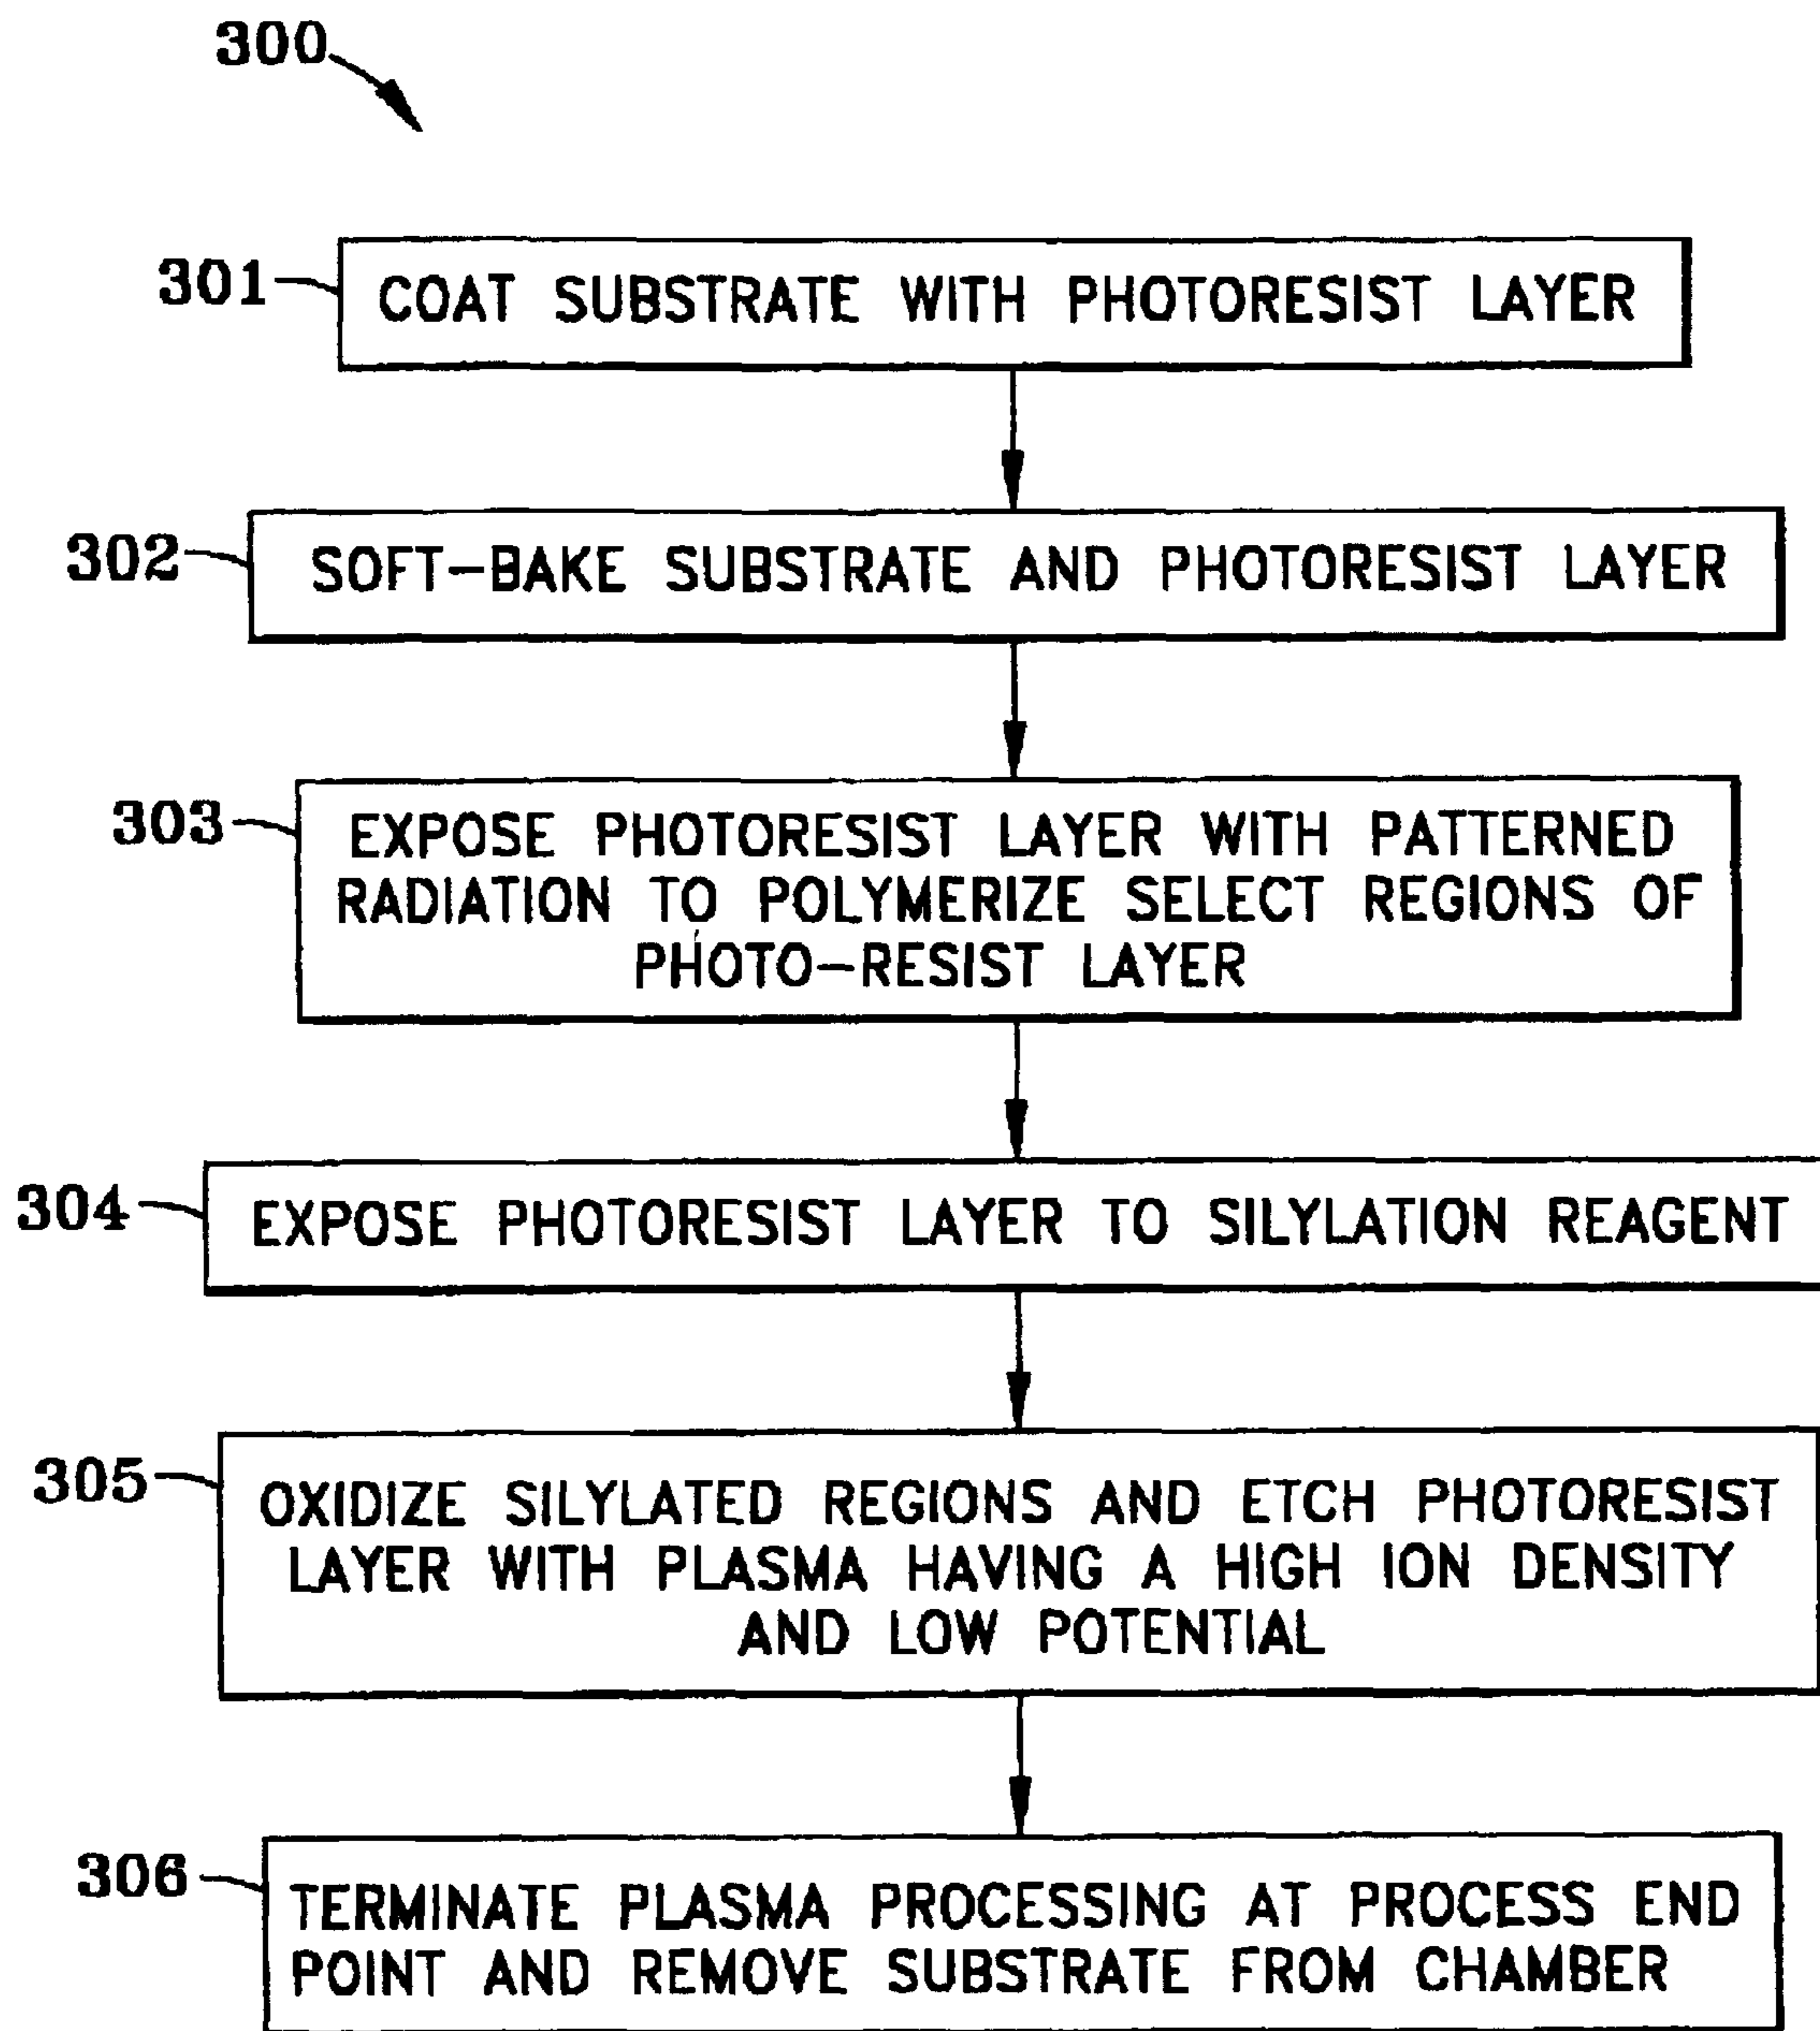 300
301
COAT SUBSTRATE WITH PHOTORESIST LAYER
302
SOFT-BAKE SUBSTRATE AND PHOTORESIST LAYER
303
EXPOSE PHOTORESIST LAYER WITH PATTERNED
RADIATION TO POLYMERIZE SELECT REGIONS OF
PHOTO-RESIST LAYER
304
EXPOSE PHOTORESIST LAYER TO SILYLATION REAGENT
305
OXIDIZE SILYLATED REGIONS AND ETCH PHOTORESIST
LAYER WITH PLASMA HAVING A HIGH ION DENSITY
AND LOW POTENTIAL
306
TERMINATE PLASMA PROCESSING AT PROCESS END
POINT AND REMOVE SUBSTRATE FROM CHAMBER